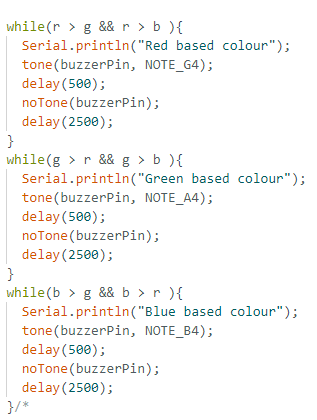 while(r > g && r > b ){
  Serial.println("Red based colour");
  tone(buzzerPin, NOTE_G4);
  delay(500);
  noTone(buzzerPin);
  delay(2500);
}
while(g > r && g > b ){
  Serial.println("Green based colour");
  tone(buzzerPin, NOTE_A4);
  delay(500);
  noTone(buzzerPin);
  delay(2500);
}
while(b > g && b > r ){
  Serial.println("Blue based colour");
  tone(buzzerPin, NOTE_B4);
  delay(500);
  noTone(buzzerPin);
  delay(2500);
}/*